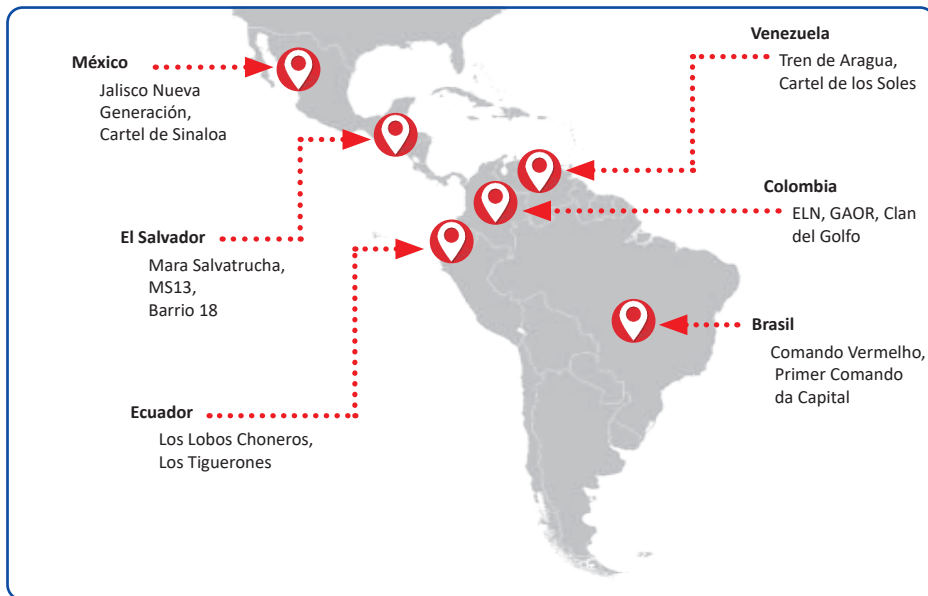 México
Jalisco Nueva
Generación,
Cartel de Sinaloa
El Salvador
Mara Salvatrucha,
MS13,
Barrio 18
Ecuador
Los Lobos Choneros,
Los Tiguerones
Venezuela
Tren de Aragua,
Cartel de los Soles
Colombia
ELN, GAOR, Clan
del Golfo
Brasil
Comando Vermelho,
Primer Comando
da Capital